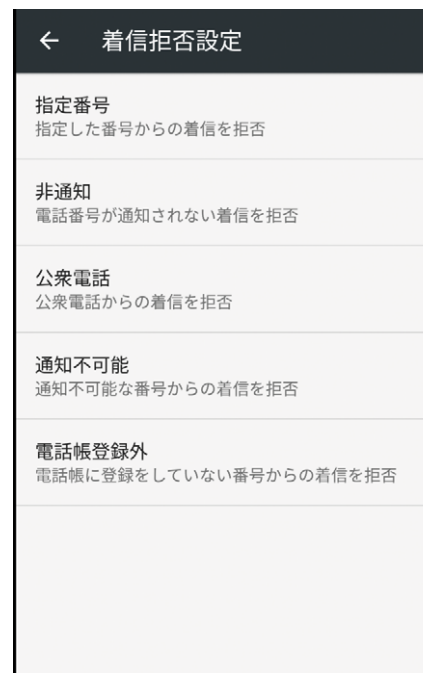 着信拒否設定
指定番号
指定した番号からの着信を拒否
非通知
電話番号が通知されない着信を拒否
公衆電話
公衆電話からの着信を拒否
通知不可能
通知不可能な番号からの着信を拒否
電話帳登録外
電話帳に登録をしていない番号からの着信を拒否